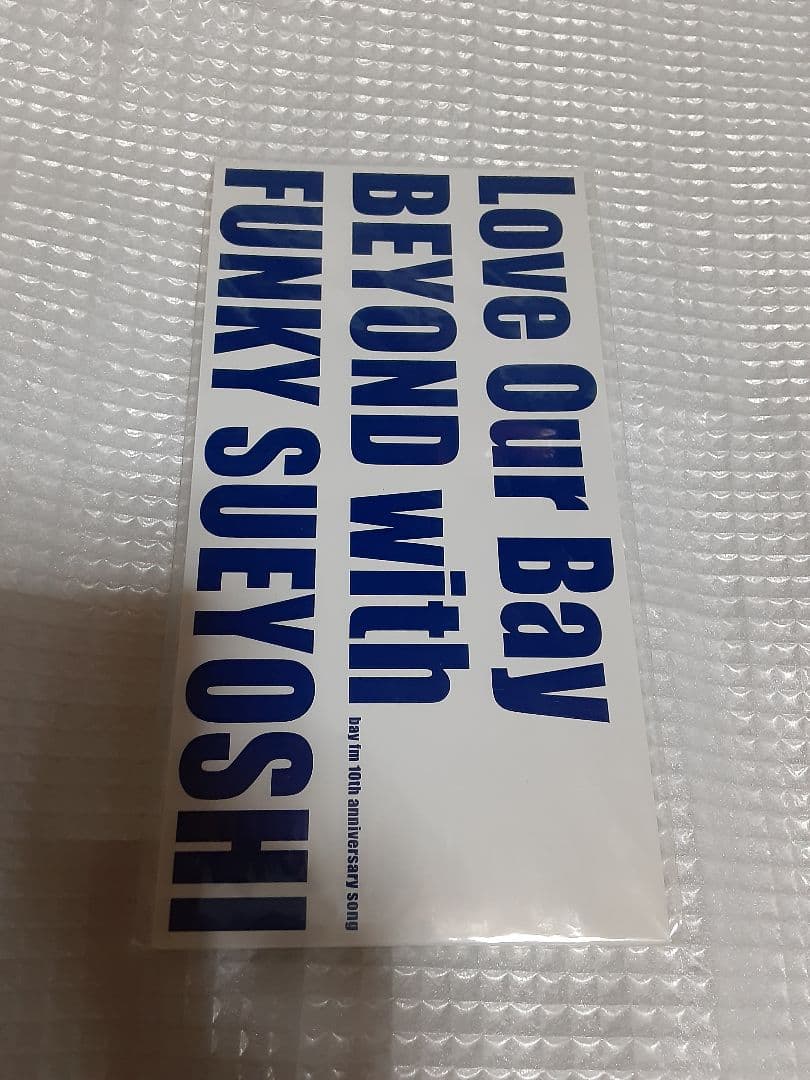 Love Our Bay
BEYOND with
bay fm 10th anniversary song
FUNKY SUEYOSHI